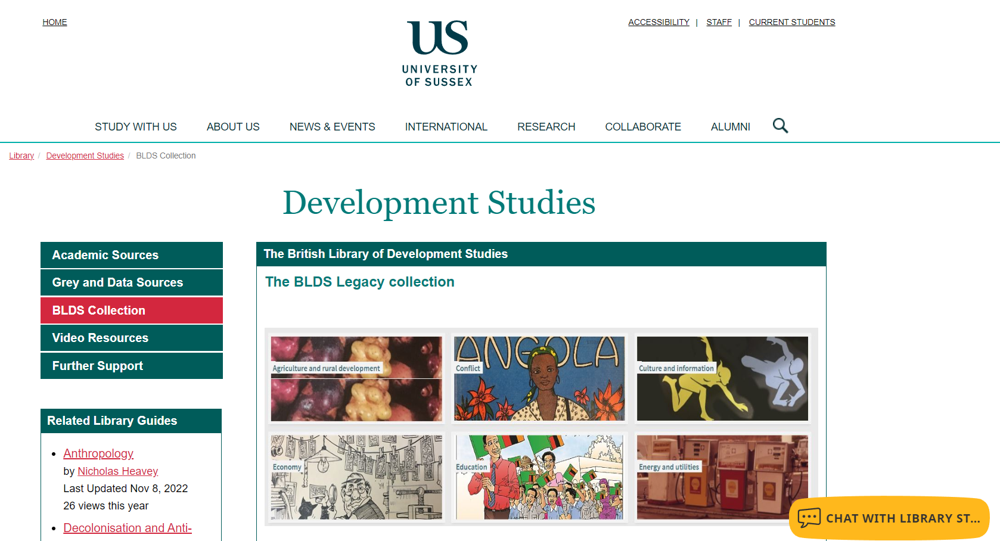 HOME
ACCESSIBILITY | STAFF | CURRENT STUDENTS
US
UNIVERSITY
OF SUSSEX
STUDY WITH US ABOUT US NEWS & EVENTS INTERNATIONAL RESEARCH COLLABORATE ALUMNI
Library / Development Studies / BLDS Collection
Development Studies
Academic Sources
Grey and Data Sources
BLDS Collection
Video Resources
Further Support
Related Library Guides
• Anthropology
by Nicholas Heavey
Last Updated Nov 8, 2022
26 views this year
• Decolonisation and Anti-
The British Library of Development Studies
The BLDS Legacy collection
Agriculture and rural development
ANGOLA
Conflict
Culture and information
Economy
Education
Energy and utilities
CHAT WITH LIBRARY ST...